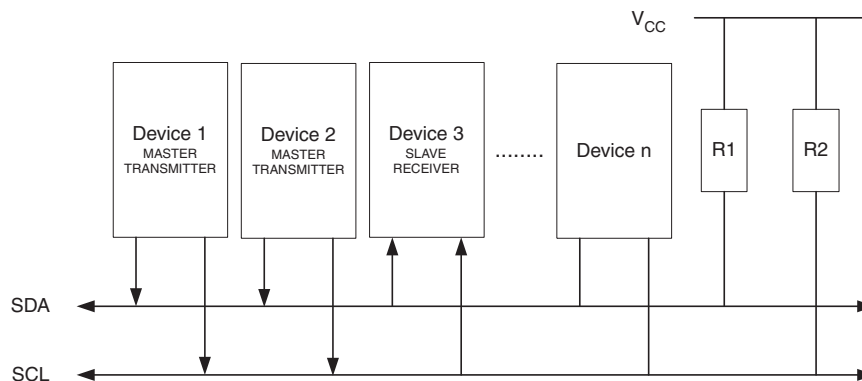 V_CC
Device 1
MASTER
TRANSMITTER
Device 2
MASTER
TRANSMITTER
Device 3
SLAVE
RECEIVER
........
Device n
R1
R2
SDA
SCL